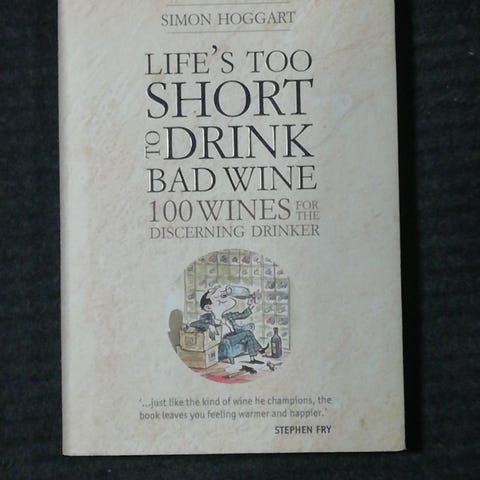 SIMON HOGGART
LIFE'S TOO
SHORT
TO DRINK
BAD WINE
100 WINES FOR THE
DISCERNING DRINKER
'...just like the kind of wine he champions, the
book leaves you feeling warmer and happier.'
STEPHEN FRY